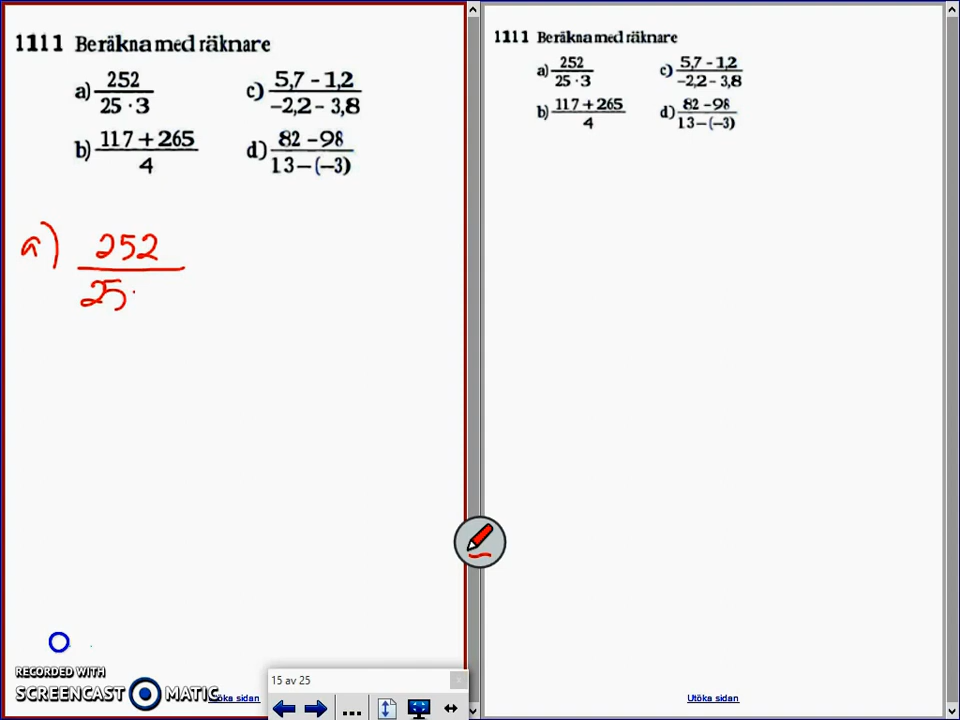 1111 Beräkna med räknare
a) 252 / 25 · 3
c) 5,7 – 1,2 / –2,2 – 3,8
b) 117 + 265 / 4
d) 82 – 98 / 13 – (–3)
a) 252 / 25 ·
1111 Beräkna med räknare
a) 252 / 25 · 3
c) 5,7 – 1,2 / –2,2 – 3,8
b) 117 + 265 / 4
d) 82 – 98 / 13 – (–3)
RECORDED WITH
SCREENCAST MATIC
Utöka sidan
15 av 25
Utöka sidan